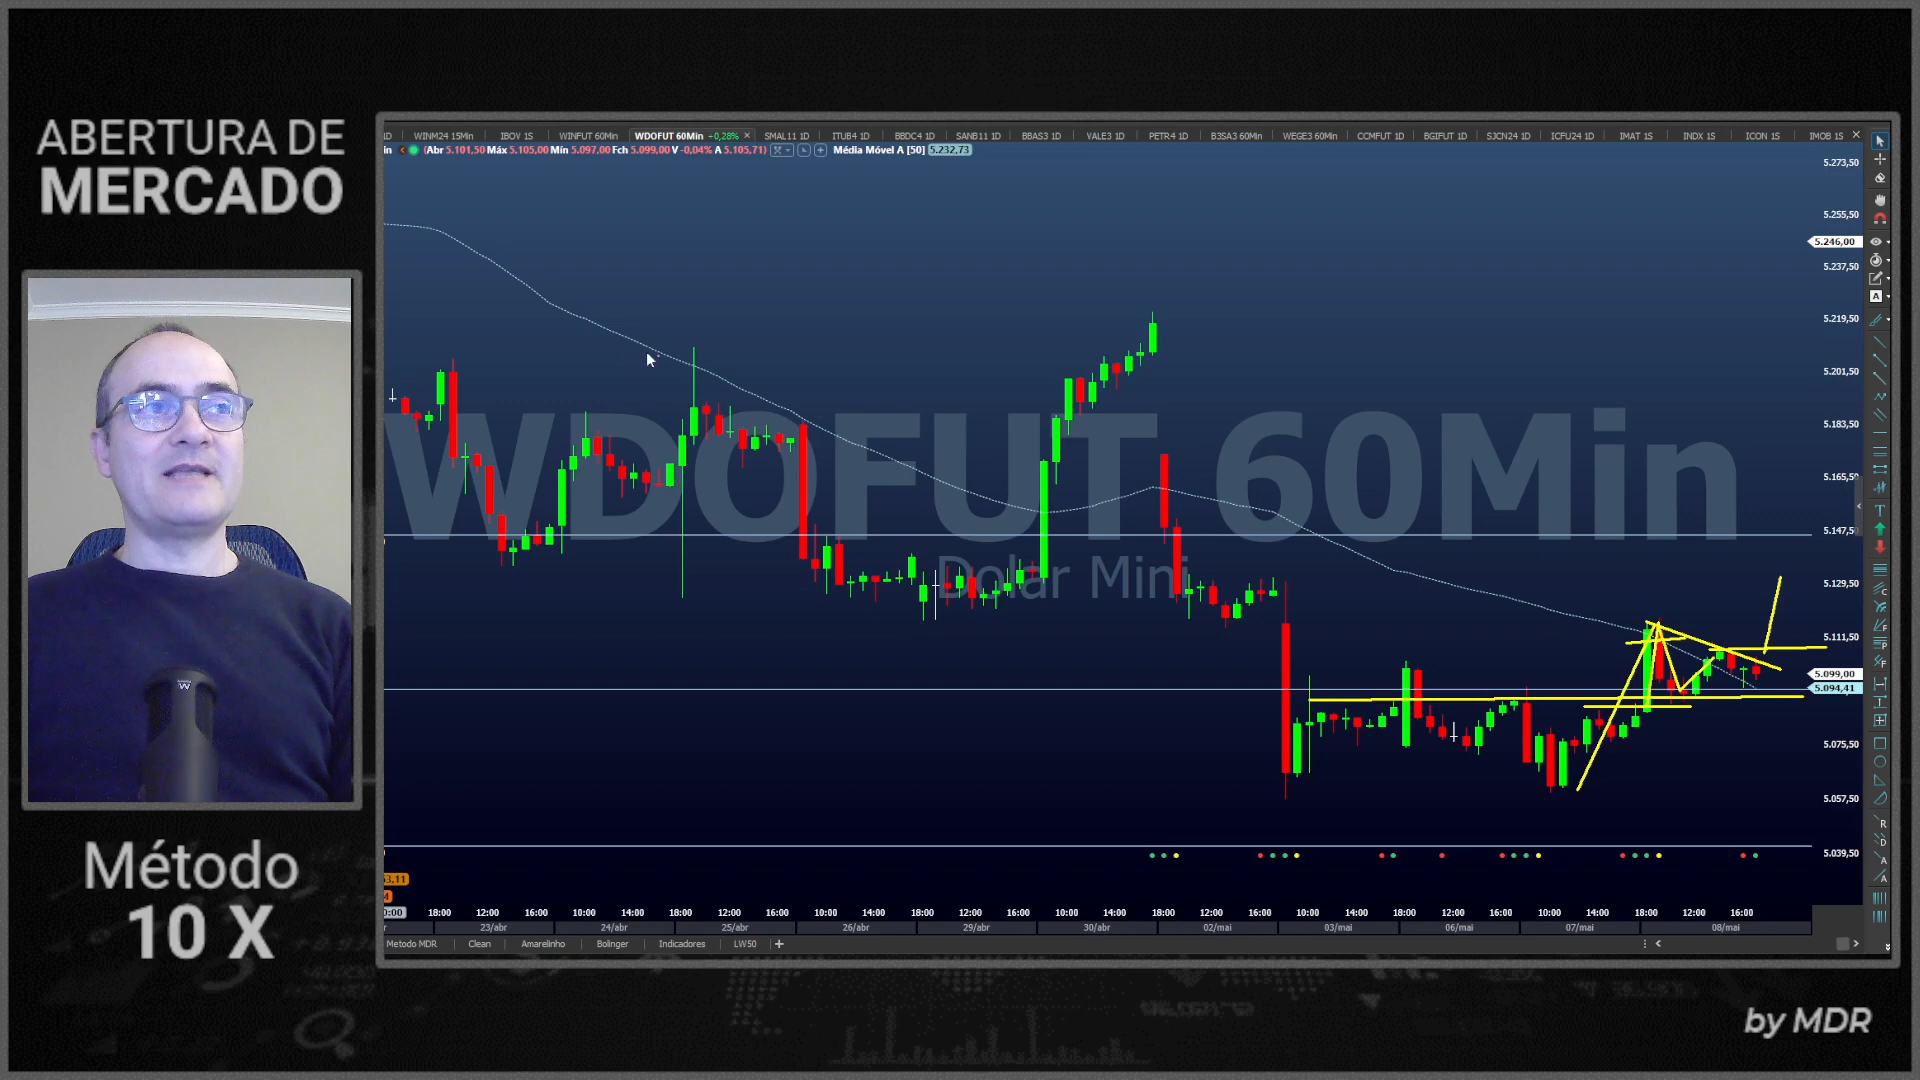 ABERTURA DE
MERCADO
Método
10 X
by MDR
D WINM24 15Min IBOV 1S WINFUT 60Min WDOFUT 60Min +0,28% SMAL11 1D ITUB4 1D BBDC4 1D SANB11 1D BBAS3 1D VALE3 1D PETR4 1D B3SA3 60Min WEGE3 60Min CCMFUT 1D BGIFUT 1D SJCN24 1D ICFU24 1D IMAT 1S INDX 1S ICON 1S IMOB 1S
in (Abr 5.101,50 Máx 5.105,00 Mín 5.097,00 Fch 5.099,00 V -0,04% A 5.105,71) Média Móvel A [50] 5.232,73
WDOFUT 60Min
Dolar Mini
5.273,50
5.255,50
5.246,00
5.237,50
5.219,50
5.201,50
5.183,50
5.165,50
5.147,50
5.129,50
5.111,50
5.099,00
5.094,41
5.075,50
5.057,50
5.039,50
53,11
0:00 18:00 12:00 16:00 10:00 14:00 18:00 12:00 16:00 10:00 14:00 18:00 12:00 16:00 10:00 14:00 18:00 12:00 16:00 10:00 14:00 18:00 12:00 16:00 10:00 14:00 18:00 12:00 16:00
r 23/abr 24/abr 25/abr 26/abr 29/abr 30/abr 02/mai 03/mai 06/mai 07/mai 08/mai
Metodo MDR Clean Amarelinho Bolinger Indicadores LW50 +